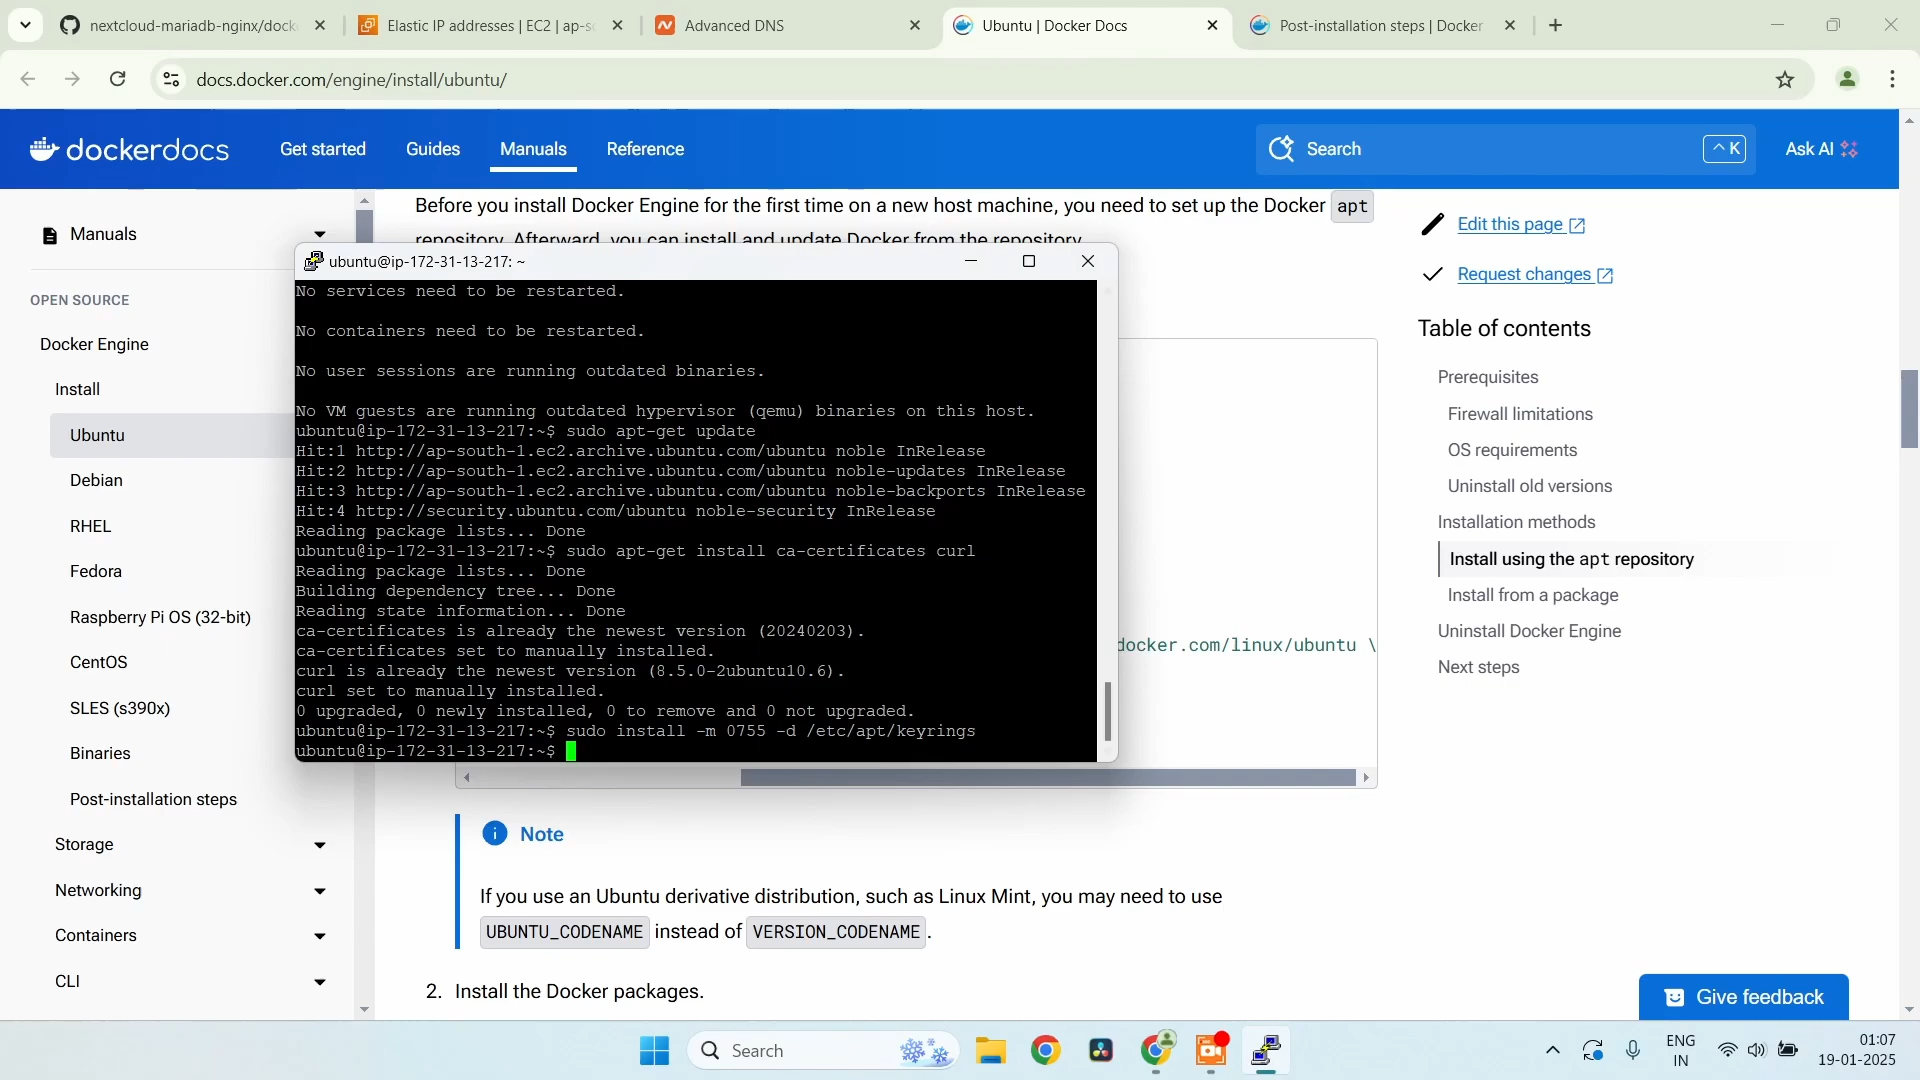 nextcloud-mariadb-nginx/dock
Elastic IP addresses | EC2 | ap-so
Advanced DNS
Ubuntu | Docker Docs
Post-installation steps | Docker
docs.docker.com/engine/install/ubuntu/
dockerdocs
Get started
Guides
Manuals
Reference
Search
^ K
Ask AI
Manuals
OPEN SOURCE
Docker Engine
Install
Ubuntu
Debian
RHEL
Fedora
Raspberry Pi OS (32-bit)
CentOS
SLES (s390x)
Binaries
Post-installation steps
Storage
Networking
Containers
CLI
Before you install Docker Engine for the first time on a new host machine, you need to set up the Docker apt
repository. Afterward, you can install and update Docker from the repository.
ubuntu@ip-172-31-13-217: ~
No services need to be restarted.
No containers need to be restarted.
No user sessions are running outdated binaries.
No VM guests are running outdated hypervisor (qemu) binaries on this host.
ubuntu@ip-172-31-13-217:~$ sudo apt-get update
Hit:1 http://ap-south-1.ec2.archive.ubuntu.com/ubuntu noble InRelease
Hit:2 http://ap-south-1.ec2.archive.ubuntu.com/ubuntu noble-updates InRelease
Hit:3 http://ap-south-1.ec2.archive.ubuntu.com/ubuntu noble-backports InRelease
Hit:4 http://security.ubuntu.com/ubuntu noble-security InRelease
Reading package lists... Done
ubuntu@ip-172-31-13-217:~$ sudo apt-get install ca-certificates curl
Reading package lists... Done
Building dependency tree... Done
Reading state information... Done
ca-certificates is already the newest version (20240203).
ca-certificates set to manually installed.
curl is already the newest version (8.5.0-2ubuntu10.6).
curl set to manually installed.
0 upgraded, 0 newly installed, 0 to remove and 0 not upgraded.
ubuntu@ip-172-31-13-217:~$ sudo install -m 0755 -d /etc/apt/keyrings
ubuntu@ip-172-31-13-217:~$
docker.com/linux/ubuntu \
Note
If you use an Ubuntu derivative distribution, such as Linux Mint, you may need to use
UBUNTU_CODENAME instead of VERSION_CODENAME.
2. Install the Docker packages.
Edit this page
Request changes
Table of contents
Prerequisites
Firewall limitations
OS requirements
Uninstall old versions
Installation methods
Install using the apt repository
Install from a package
Uninstall Docker Engine
Next steps
Give feedback
Search
ENG
IN
01:07
19-01-2025